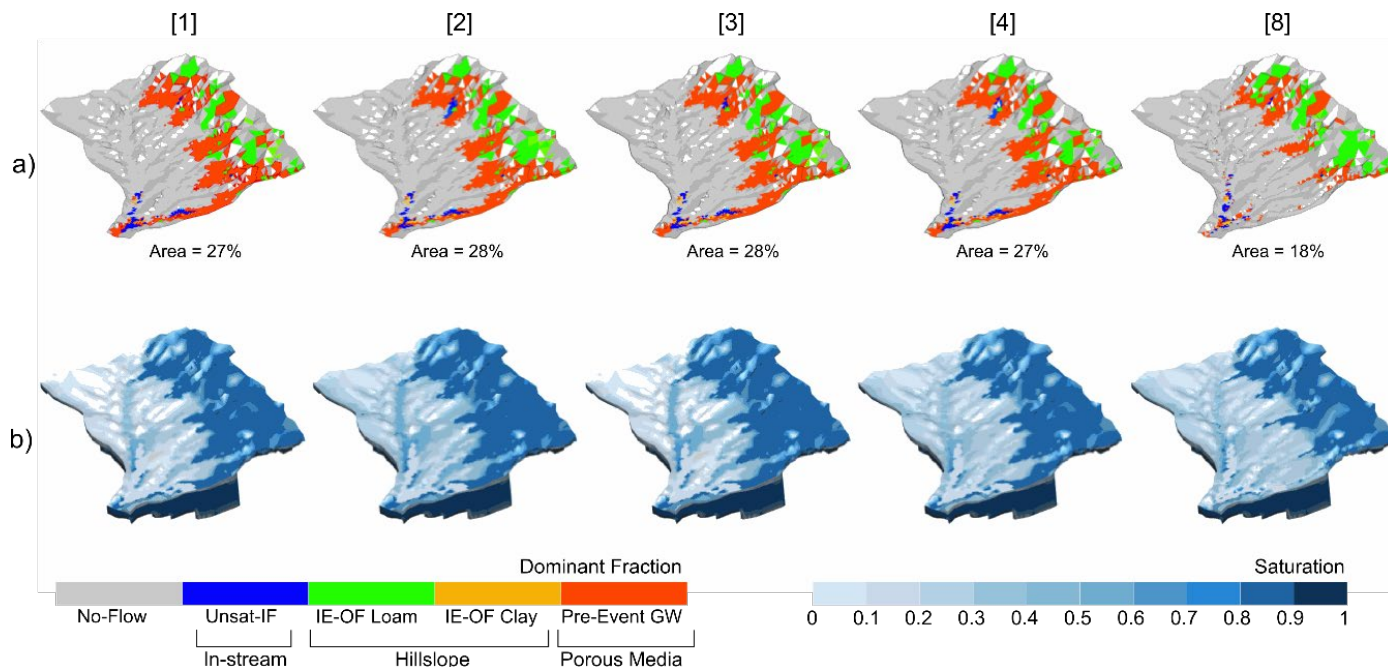 [1] [2] [3] [4] [8]
a)
Area = 27% Area = 28% Area = 28% Area = 27% Area = 18%
b)
Dominant Fraction Saturation
No-Flow Unsat-IF IE-OF Loam IE-OF Clay Pre-Event GW 0 0.1 0.2 0.3 0.4 0.5 0.6 0.7 0.8 0.9 1
In-stream Hillslope Porous Media